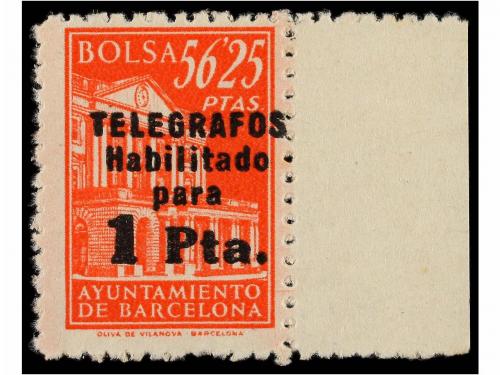 BOLSA 56'25
PTAS.
TELEGRAFOS
Habilitado
para
1 Pta.
AYUNTAMIENTO
DE BARCELONA
OLIVA DE VILANOVA - BARCELONA